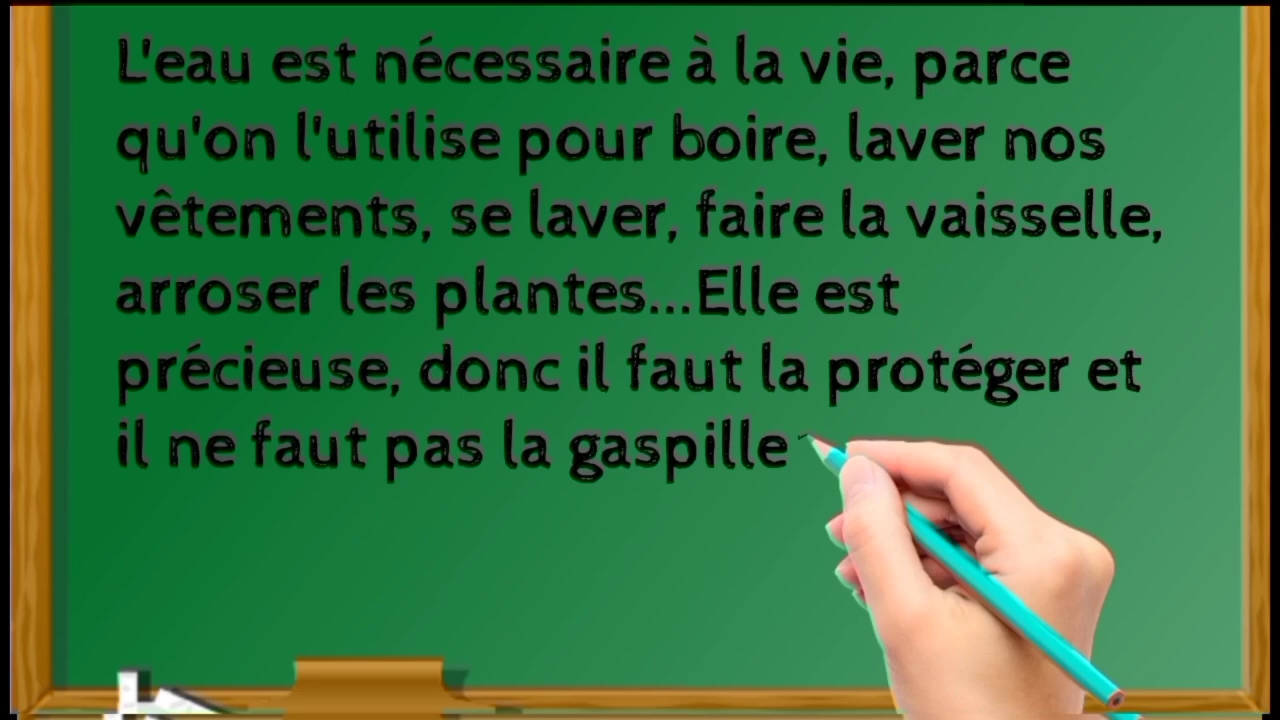 L'eau est nécessaire à la vie, parce
qu'on l'utilise pour boire, laver nos
vêtements, se laver, faire la vaisselle,
arroser les plantes...Elle est
précieuse, donc il faut la protéger et
il ne faut pas la gaspille